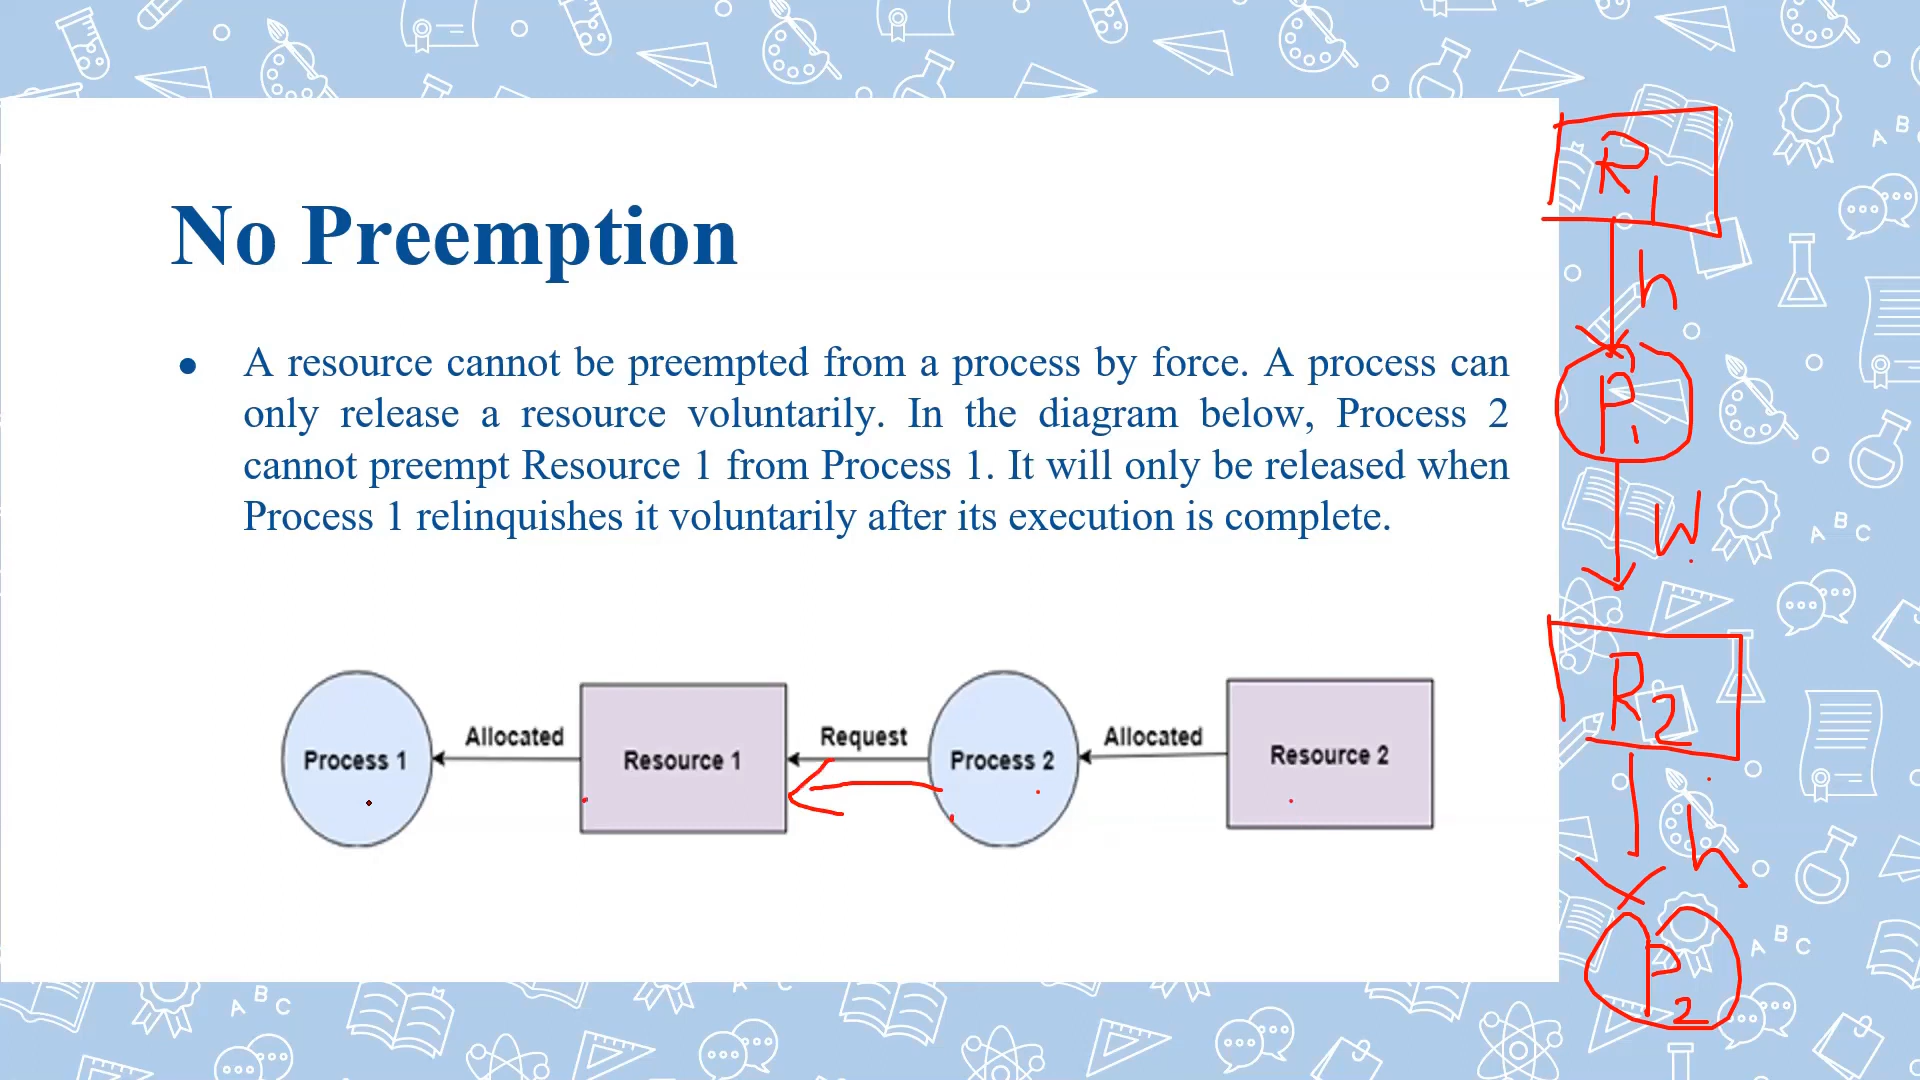 No Preemption
● A resource cannot be preempted from a process by force. A process can
only release a resource voluntarily. In the diagram below, Process 2
cannot preempt Resource 1 from Process 1. It will only be released when
Process 1 relinquishes it voluntarily after its execution is complete.
Process 1
Allocated
Resource 1
Request
Process 2
Allocated
Resource 2
R1
h
P1
W
R2
h
P2
A B C
A B C
A B C
A B C